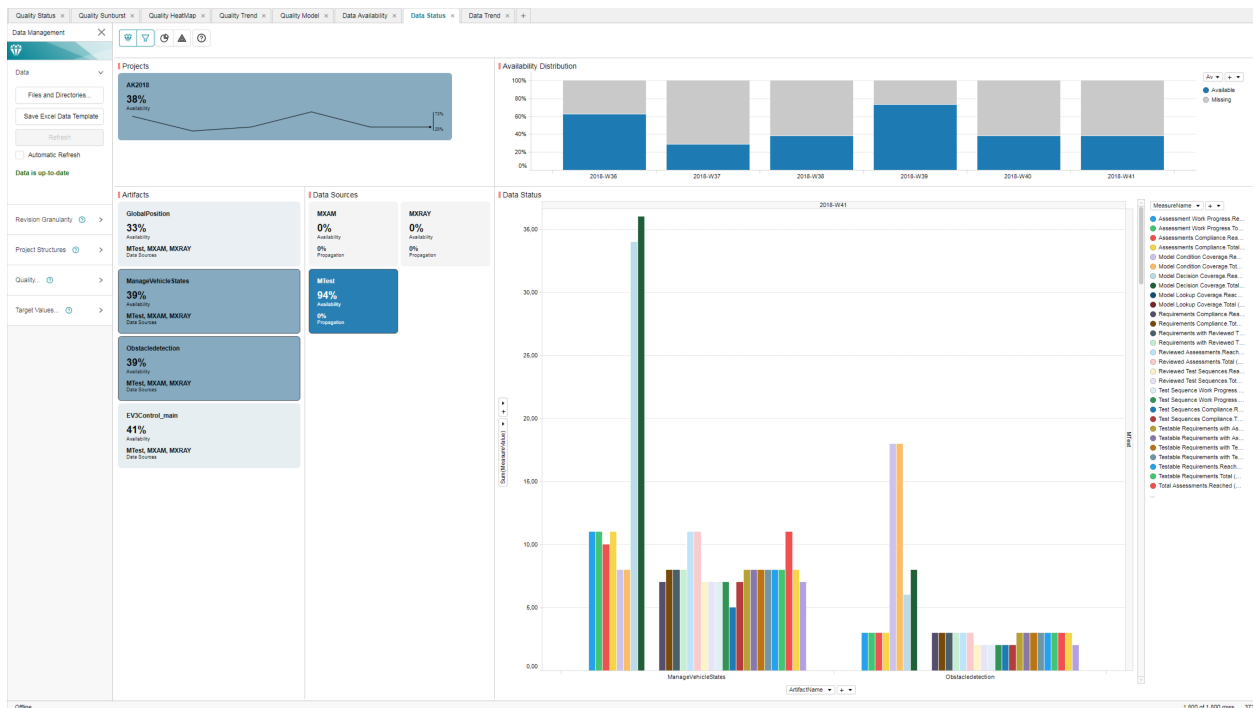 Quality Status ×
Quality Sunburst ×
Quality HeatMap ×
Quality Trend ×
Quality Model ×
Data Availability ×
Data Status ×
Data Trend ×
+
Data Management
Data
Files and Directories...
Save Excel Data Template
Refresh
Automatic Refresh
Data is up-to-date
Revision Granularity
Project Structures
Quality...
Target Values...
Projects
AK2018
38%
Availability
73%
28%
Availability Distribution
100%
80%
60%
40%
20%
0%
2018-W36
2018-W37
2018-W38
2018-W39
2018-W40
2018-W41
Av
+
Available
Missing
Artifacts
GlobalPosition
33%
Availability
MTest, MXAM, MXRAY
Data Sources
ManageVehicleStates
39%
Availability
MTest, MXAM, MXRAY
Data Sources
Obstacledetection
39%
Availability
MTest, MXAM, MXRAY
Data Sources
EV3Control_main
41%
Availability
MTest, MXAM, MXRAY
Data Sources
Data Sources
MXAM
0%
Availability
0%
Propagation
MXRAY
0%
Availability
0%
Propagation
MTest
94%
Availability
0%
Propagation
Data Status
2018-W41
36,00
30,00
25,00
20,00
15,00
10,00
5,00
0,00
+
Sum(MeasureValue)
MTest
ManageVehicleStates
Obstacledetection
ArtifactName
+
MeasureName
+
Assessment Work Progress.Re...
Assessment Work Progress.To...
Assessments Compliance.Rea...
Assessments Compliance.Total...
Model Condition Coverage.Re...
Model Condition Coverage.Tot...
Model Decision Coverage.Rea...
Model Decision Coverage.Total...
Model Lookup Coverage.Reac...
Model Lookup Coverage.Total (...
Requirements Compliance.Rea...
Requirements Compliance.Tot...
Requirements with Reviewed T...
Requirements with Reviewed T...
Reviewed Assessments.Reach...
Reviewed Assessments.Total (...
Reviewed Test Sequences.Rea...
Reviewed Test Sequences.Tot...
Test Sequence Work Progress....
Test Sequence Work Progress....
Test Sequences Compliance.R...
Test Sequences Compliance.T...
Testable Requirements with As...
Testable Requirements with As...
Testable Requirements with Te...
Testable Requirements with Te...
Testable Requirements.Reach...
Testable Requirements.Total (...
Total Assessments.Reached (...
...
Offline
1,800 of 1,800 rows